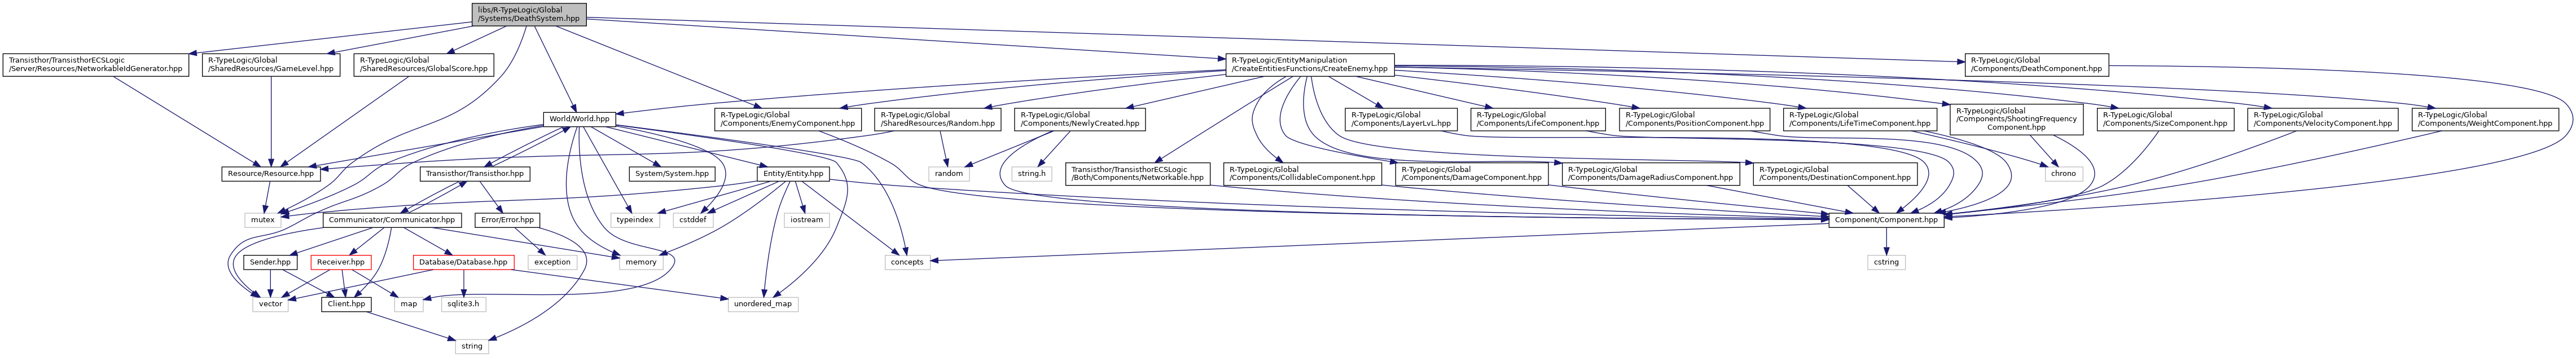 libs/R-TypeLogic/Global
/Systems/DeathSystem.hpp
Transisthor/TransisthorECSLogic
/Server/Resources/NetworkableIdGenerator.hpp
R-TypeLogic/Global
/SharedResources/GameLevel.hpp
R-TypeLogic/Global
/SharedResources/GlobalScore.hpp
R-TypeLogic/EntityManipulation
/CreateEntitiesFunctions/CreateEnemy.hpp
R-TypeLogic/Global
/Components/DeathComponent.hpp
World/World.hpp
R-TypeLogic/Global
/Components/EnemyComponent.hpp
R-TypeLogic/Global
/SharedResources/Random.hpp
R-TypeLogic/Global
/Components/NewlyCreated.hpp
R-TypeLogic/Global
/Components/LayerLvL.hpp
R-TypeLogic/Global
/Components/LifeComponent.hpp
R-TypeLogic/Global
/Components/PositionComponent.hpp
R-TypeLogic/Global
/Components/LifeTimeComponent.hpp
R-TypeLogic/Global
/Components/ShootingFrequency
Component.hpp
R-TypeLogic/Global
/Components/SizeComponent.hpp
R-TypeLogic/Global
/Components/VelocityComponent.hpp
R-TypeLogic/Global
/Components/WeightComponent.hpp
Resource/Resource.hpp
Transisthor/Transisthor.hpp
System/System.hpp
Entity/Entity.hpp
random
string.h
Transisthor/TransisthorECSLogic
/Both/Components/Networkable.hpp
R-TypeLogic/Global
/Components/CollidableComponent.hpp
R-TypeLogic/Global
/Components/DamageComponent.hpp
R-TypeLogic/Global
/Components/DamageRadiusComponent.hpp
R-TypeLogic/Global
/Components/DestinationComponent.hpp
chrono
mutex
Communicator/Communicator.hpp
Error/Error.hpp
typeindex
cstddef
iostream
Component/Component.hpp
Sender.hpp
Receiver.hpp
Database/Database.hpp
exception
memory
concepts
cstring
vector
Client.hpp
map
sqlite3.h
unordered_map
string